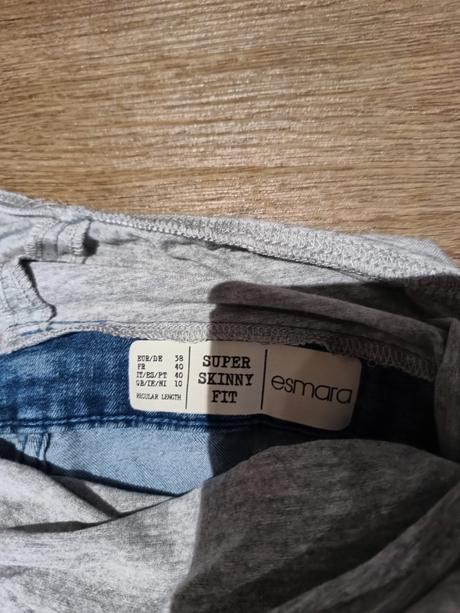 EUR/DE 38
FR 40
IT/ES/PT 40
GB/IE/NI 10
REGULAR LENGTH
SUPER
SKINNY
FIT
esmara